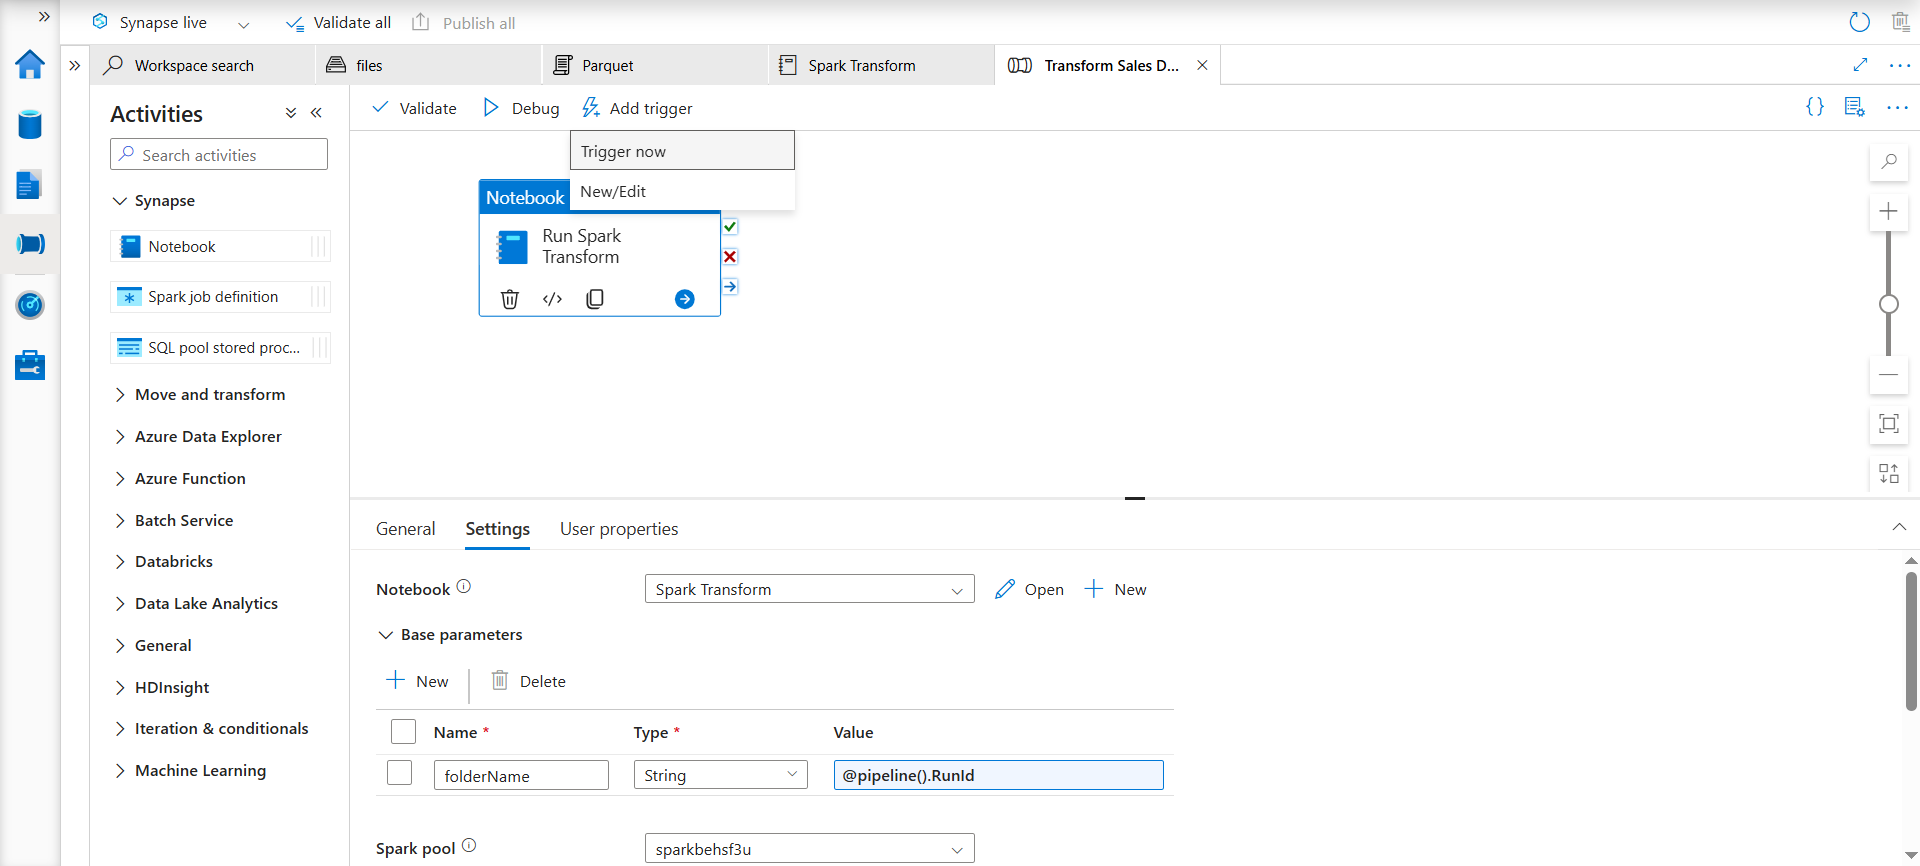 Synapse live Validate all Publish all
Workspace search files Parquet Spark Transform Transform Sales D...
Activities
Validate Debug Add trigger
Search activities
Trigger now
New/Edit
Synapse
Notebook
Spark job definition
SQL pool stored proc...
Move and transform
Azure Data Explorer
Azure Function
Batch Service
Databricks
Data Lake Analytics
General
HDInsight
Iteration & conditionals
Machine Learning
Notebook
Run Spark
Transform
General Settings User properties
Notebook Spark Transform Open New
Base parameters
New Delete
Name * Type * Value
folderName String @pipeline().RunId
Spark pool sparkbehsf3u